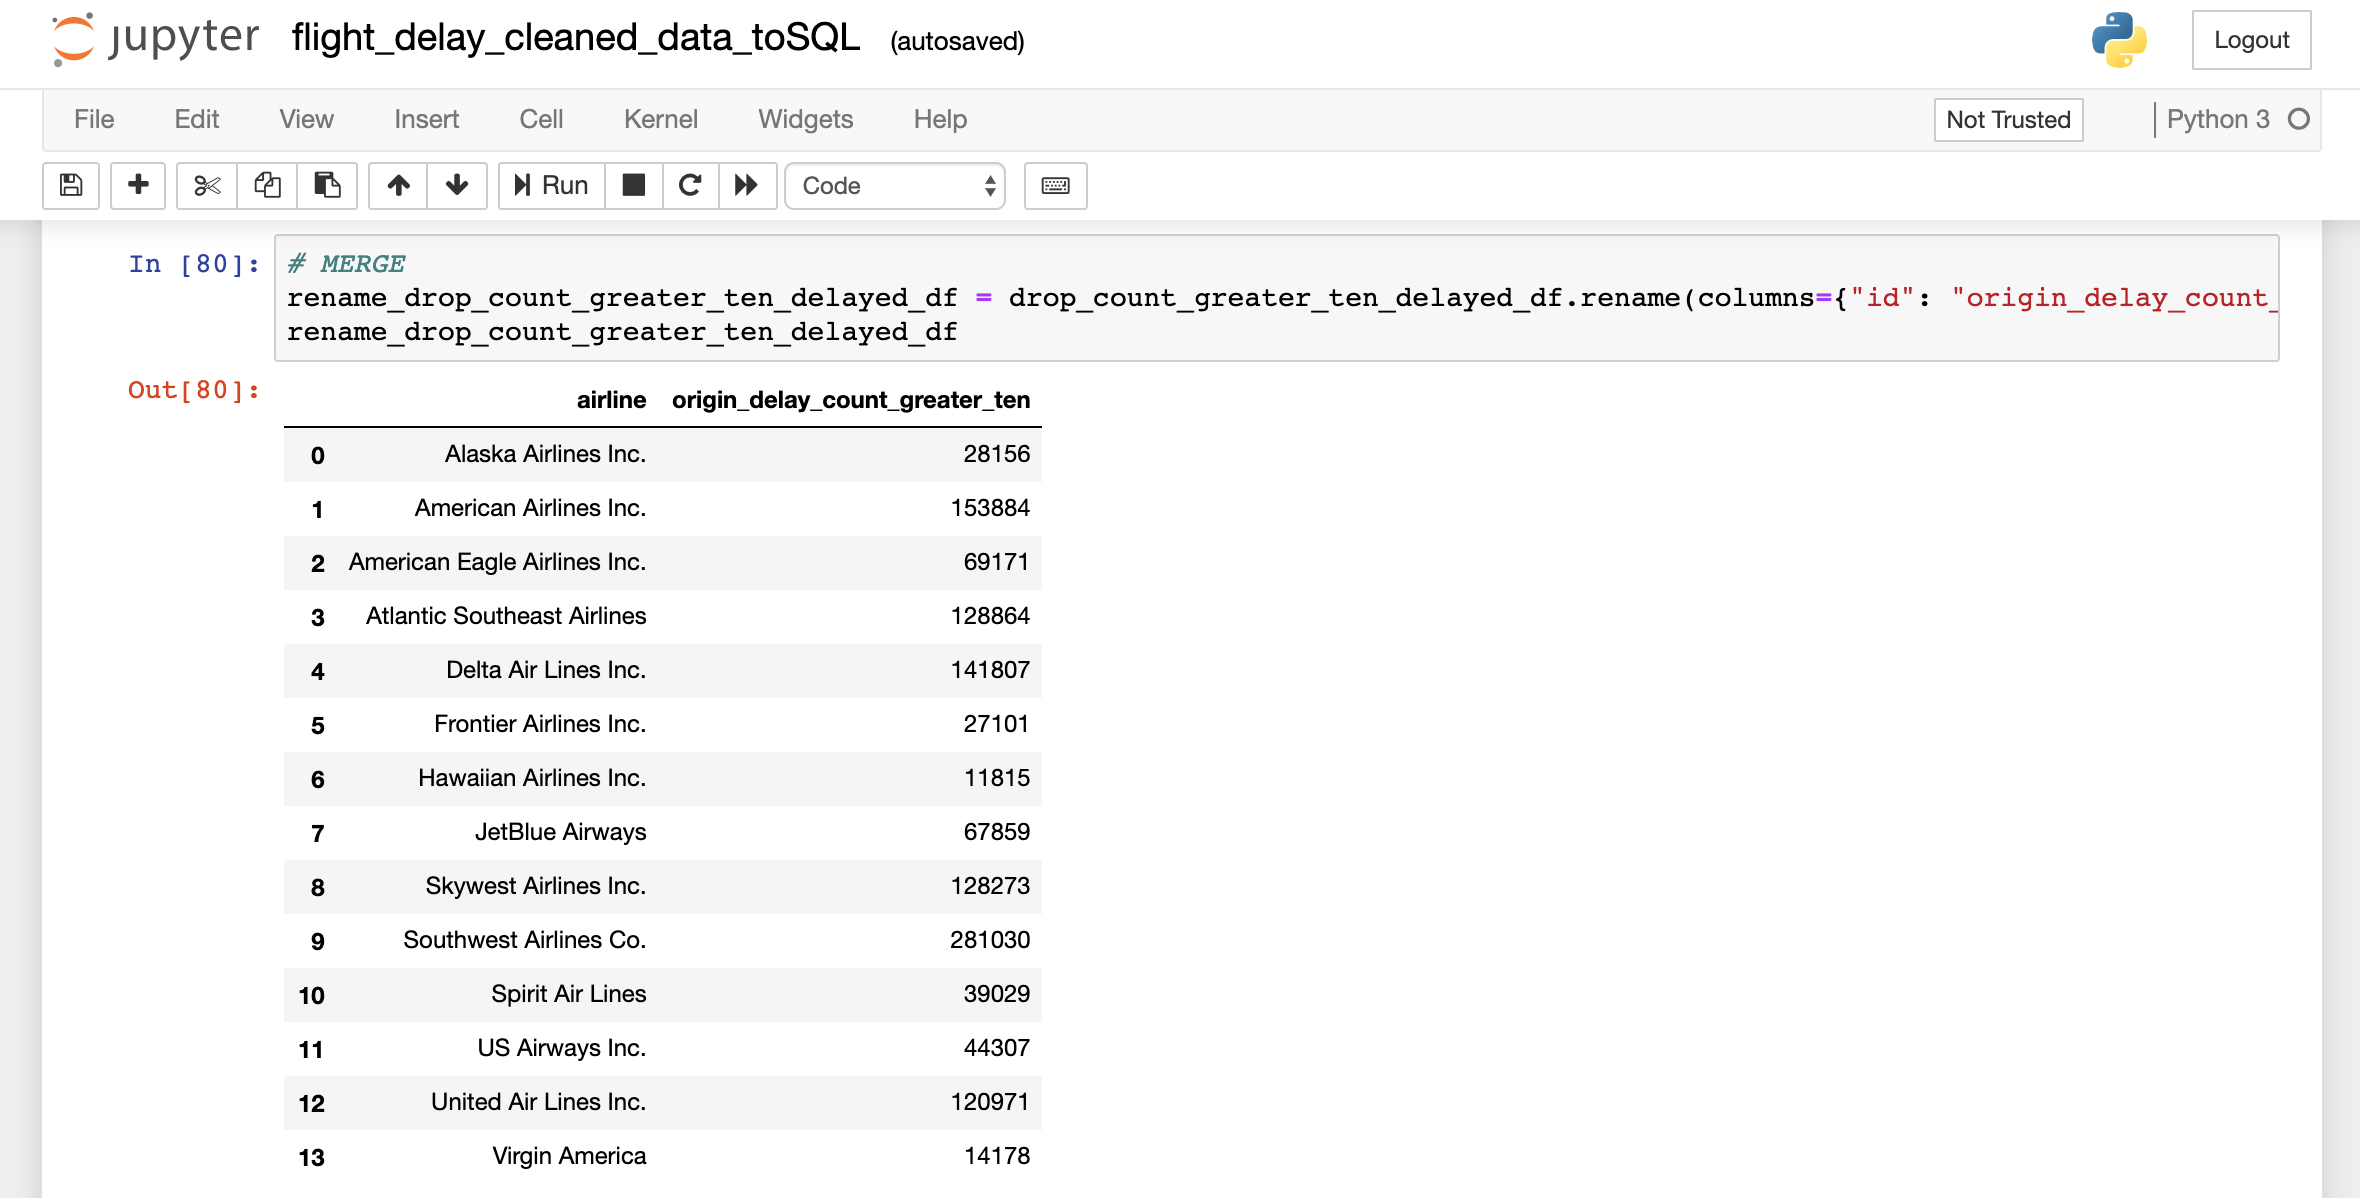 jupyter flight_delay_cleaned_data_toSQL (autosaved) Logout
File Edit View Insert Cell Kernel Widgets Help Not Trusted Python 3
Run Code
In [80]: # MERGE
rename_drop_count_greater_ten_delayed_df = drop_count_greater_ten_delayed_df.rename(columns={"id": "origin_delay_count_
rename_drop_count_greater_ten_delayed_df
Out[80]:
airline origin_delay_count_greater_ten
0 Alaska Airlines Inc. 28156
1 American Airlines Inc. 153884
2 American Eagle Airlines Inc. 69171
3 Atlantic Southeast Airlines 128864
4 Delta Air Lines Inc. 141807
5 Frontier Airlines Inc. 27101
6 Hawaiian Airlines Inc. 11815
7 JetBlue Airways 67859
8 Skywest Airlines Inc. 128273
9 Southwest Airlines Co. 281030
10 Spirit Air Lines 39029
11 US Airways Inc. 44307
12 United Air Lines Inc. 120971
13 Virgin America 14178